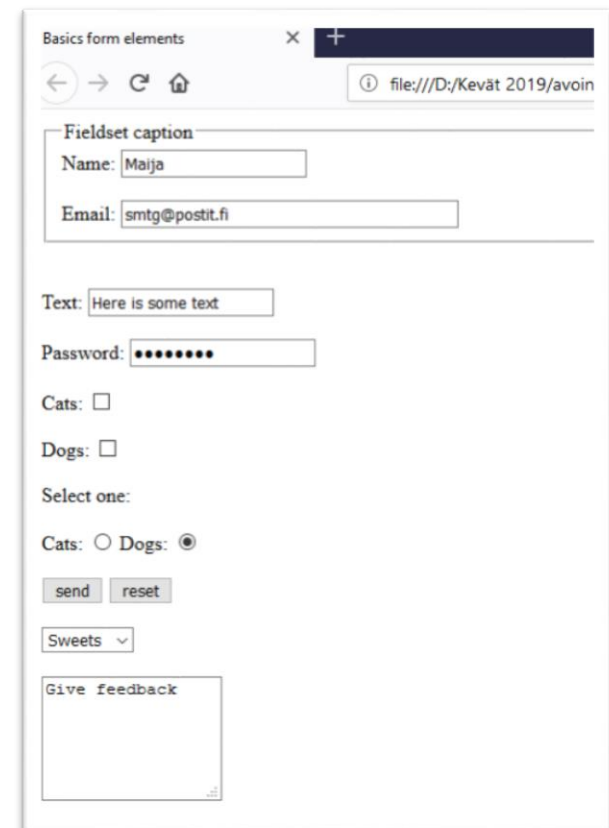 Basics form elements
file:///D:/Kevät 2019/avoin
Fieldset caption
Name: Maija
Email: smtg@postit.fi
Text: Here is some text
Password: ●●●●●●●●
Cats:
Dogs:
Select one:
Cats: Dogs:
send reset
Sweets
Give feedback